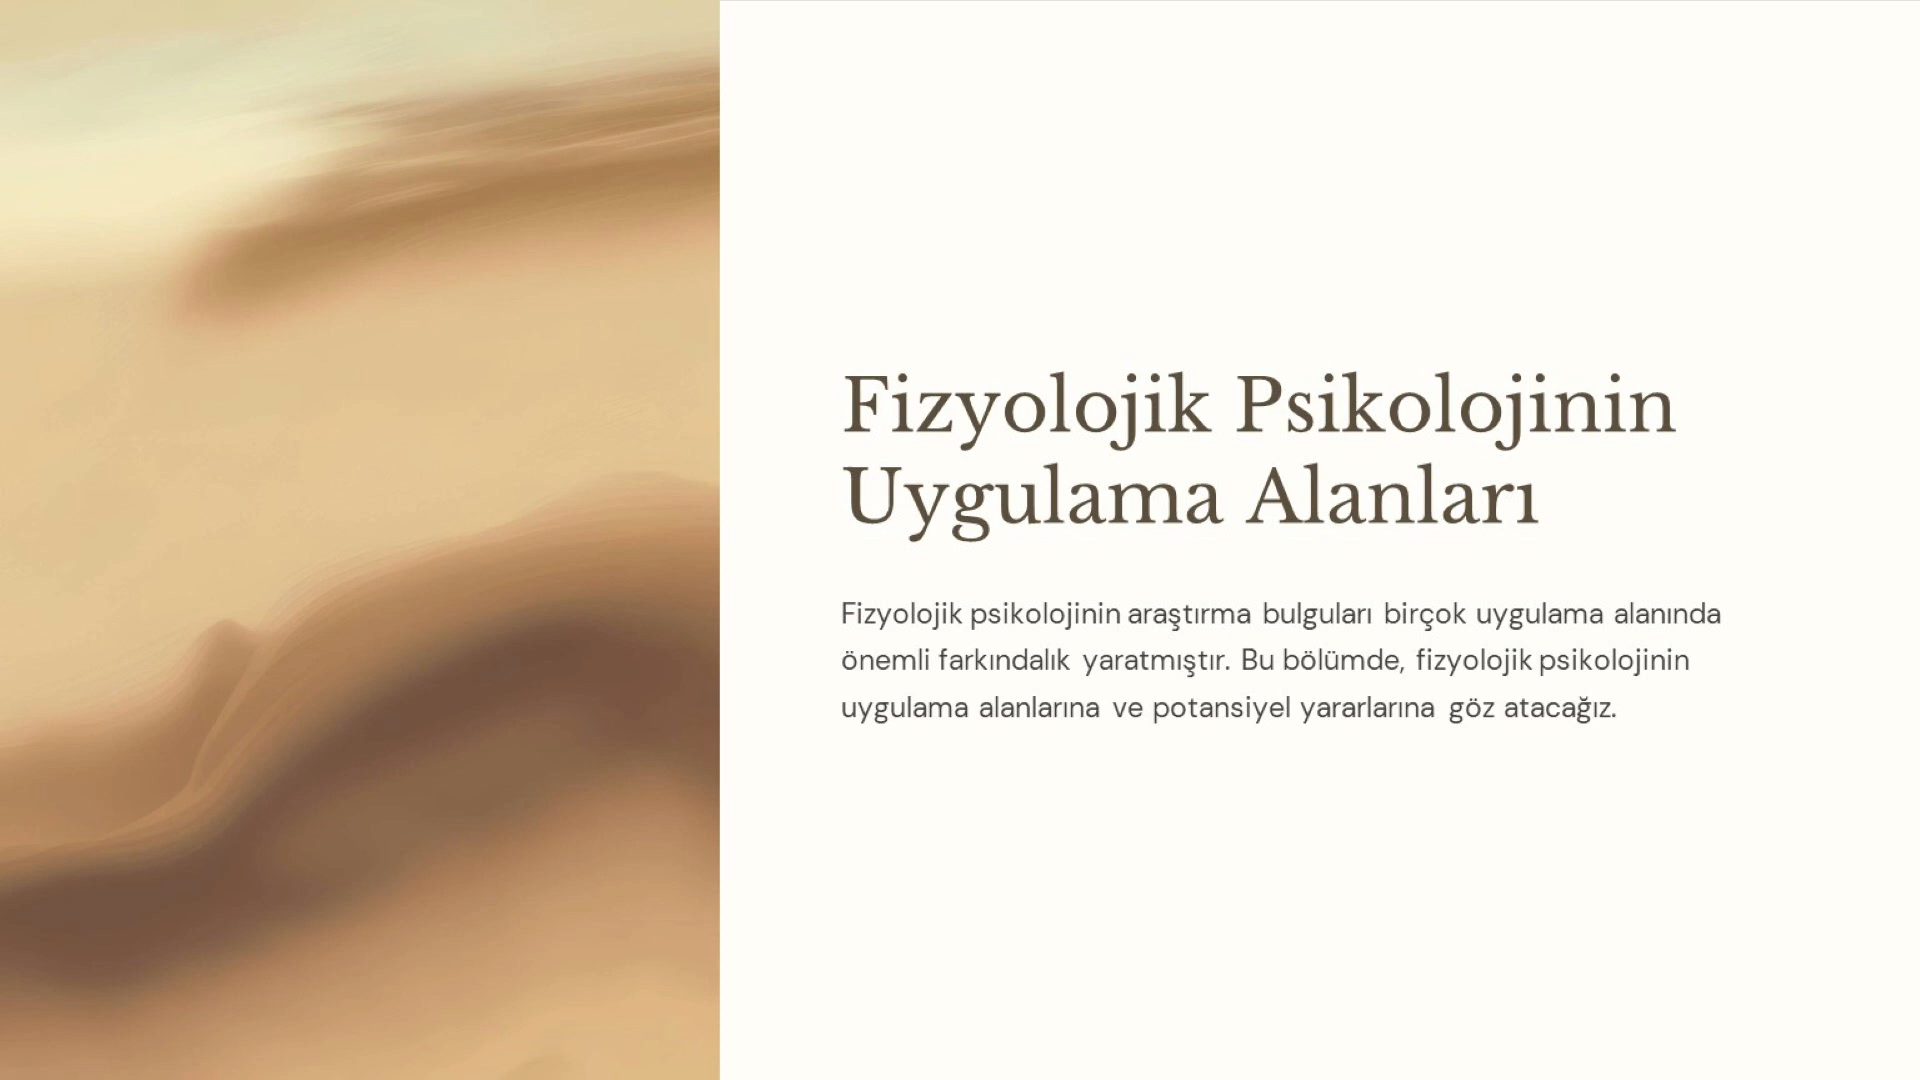 Fizyolojik Psikolojinin
Uygulama Alanları
Fizyolojik psikolojinin araştırma bulguları birçok uygulama alanında
önemli farkındalık yaratmıştır. Bu bölümde, fizyolojik psikolojinin
uygulama alanlarına ve potansiyel yararlarına göz atacağız.